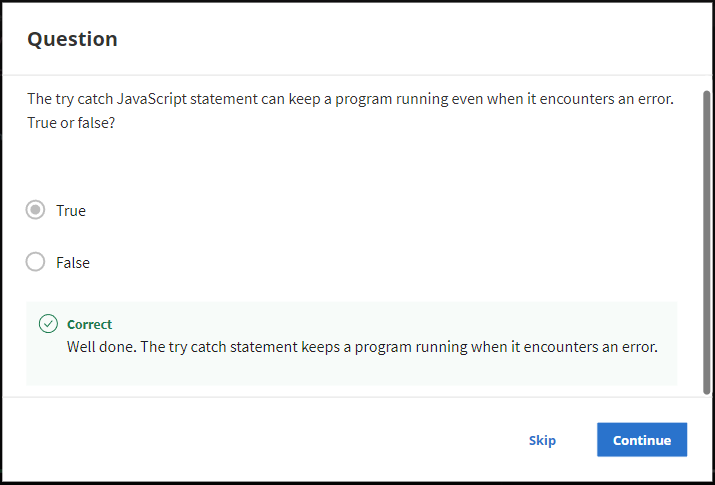 Question
The try catch JavaScript statement can keep a program running even when it encounters an error.
True or false?
True
False
Correct
Well done. The try catch statement keeps a program running when it encounters an error.
Skip
Continue